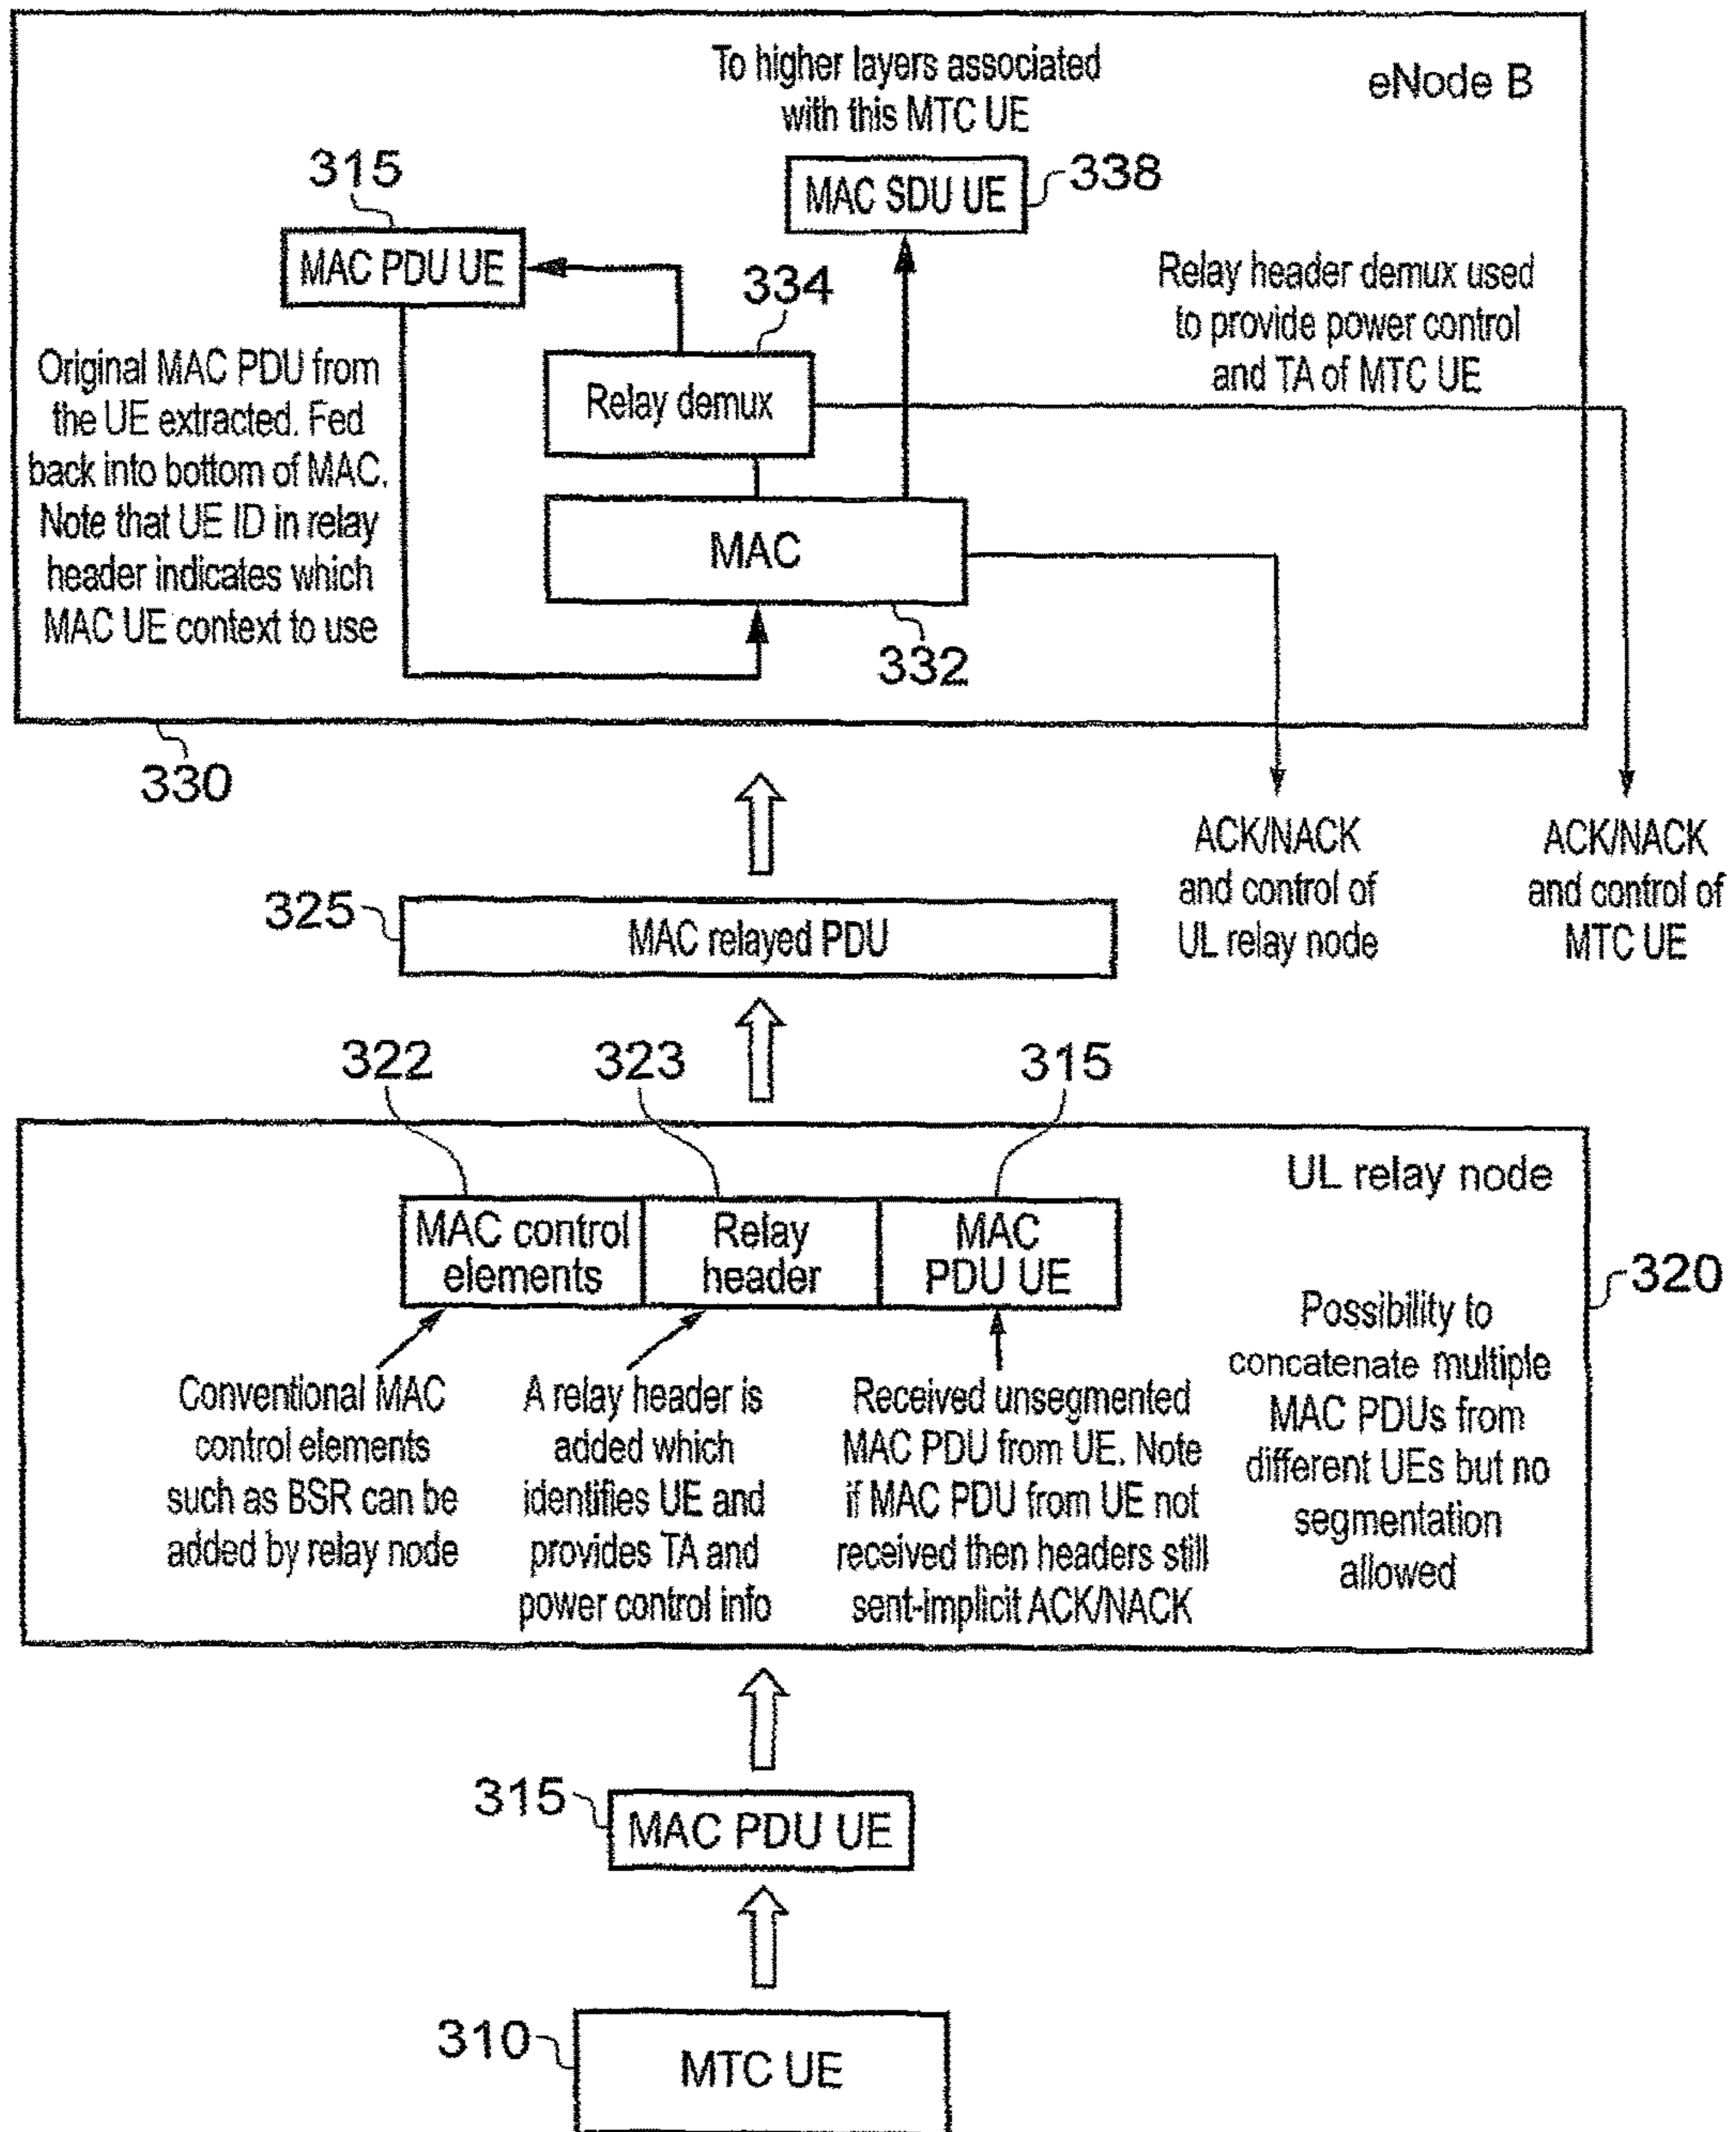 eNode B
To higher layers associated
with this MTC UE
315
MAC SDU UE
338
MAC PDU UE
334
Relay header demux used
to provide power control
and TA of MTC UE
Original MAC PDU from
the UE extracted. Fed
back into bottom of MAC.
Note that UE ID in relay
header indicates which
MAC UE context to use
Relay demux
MAC
332
330
ACK/NACK
and control of
UL relay node
ACK/NACK
and control of
MTC UE
325
MAC relayed PDU
322
323
315
UL relay node
MAC control
elements
Relay
header
MAC
PDU UE
320
Conventional MAC
control elements
such as BSR can be
added by relay node
A relay header is
added which
identifies UE and
provides TA and
power control info
Received unsegmented
MAC PDU from UE. Note
if MAC PDU from UE not
received then headers still
sent-implicit ACK/NACK
Possibility to
concatenate multiple
MAC PDUs from
different UEs but no
segmentation
allowed
315
MAC PDU UE
310
MTC UE